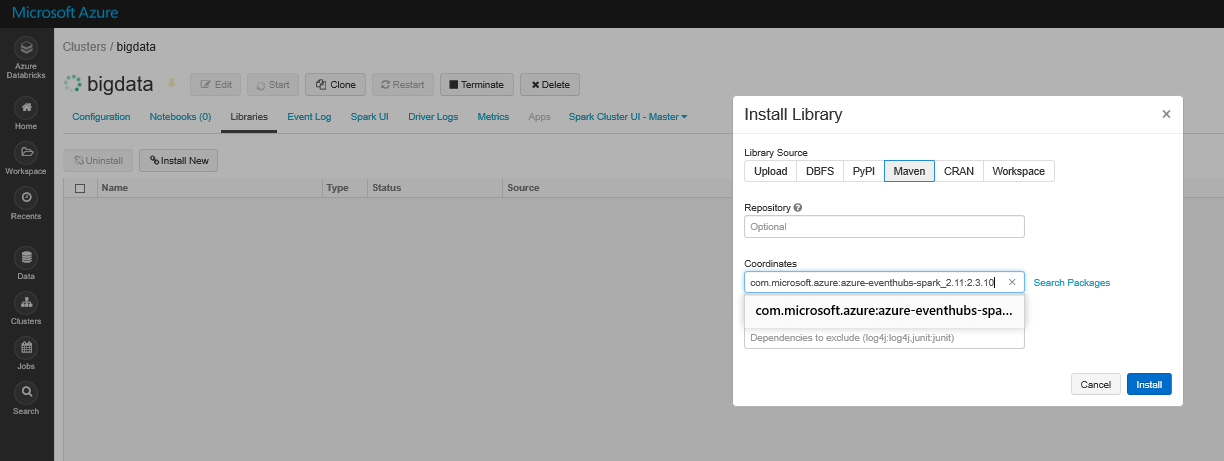 Microsoft Azure
Azure
Databricks
Home
Workspace
Recents
Data
Clusters
Jobs
Search
Clusters / bigdata
bigdata
Edit
Start
Clone
Restart
Terminate
Delete
Configuration
Notebooks (0)
Libraries
Event Log
Spark UI
Driver Logs
Metrics
Apps
Spark Cluster UI - Master
Uninstall
Install New
Name
Type
Status
Source
Install Library
×
Library Source
Upload
DBFS
PyPI
Maven
CRAN
Workspace
Repository ?
Optional
Coordinates
com.microsoft.azure:azure-eventhubs-spark_2.11:2.3.10
×
Search Packages
com.microsoft.azure:azure-eventhubs-spa...
Dependencies to exclude (log4j:log4j,junit:junit)
Cancel
Install